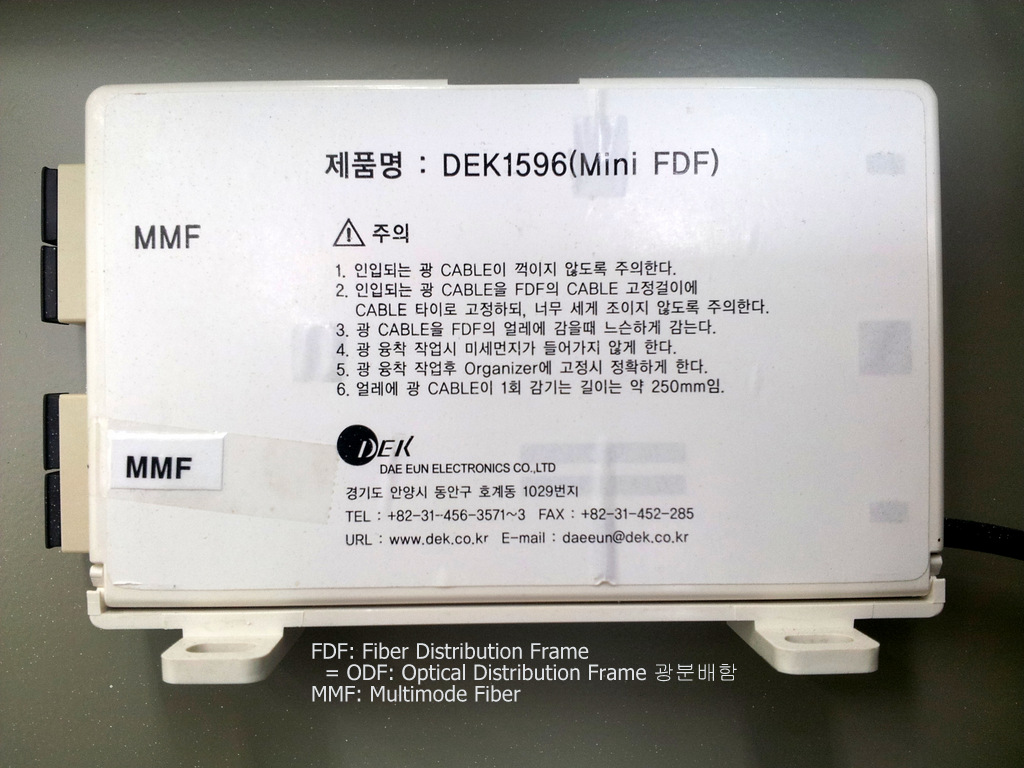 제품명 : DEK1596(Mini FDF)
MMF
주의
1. 인입되는 광 CABLE이 꺽이지 않도록 주의한다.
2. 인입되는 광 CABLE을 FDF의 CABLE 고정걸이에
CABLE 타이로 고정하되, 너무 세게 조이지 않도록 주의한다.
3. 광 CABLE을 FDF의 얼레에 감을때 느슨하게 감는다.
4. 광 융착 작업시 미세먼지가 들어가지 않게 한다.
5. 광 융착 작업후 Organizer에 고정시 정확하게 한다.
6. 얼레에 광 CABLE이 1회 감기는 길이는 약 250mm임.
DEK
MMF
DAE EUN ELECTRONICS CO.,LTD
경기도 안양시 동안구 호계동 1029번지
TEL : +82-31-456-3571~3 FAX : +82-31-452-285
URL : www.dek.co.kr E-mail : daeeun@dek.co.kr
FDF: Fiber Distribution Frame
= ODF: Optical Distribution Frame 광분배함
MMF: Multimode Fiber